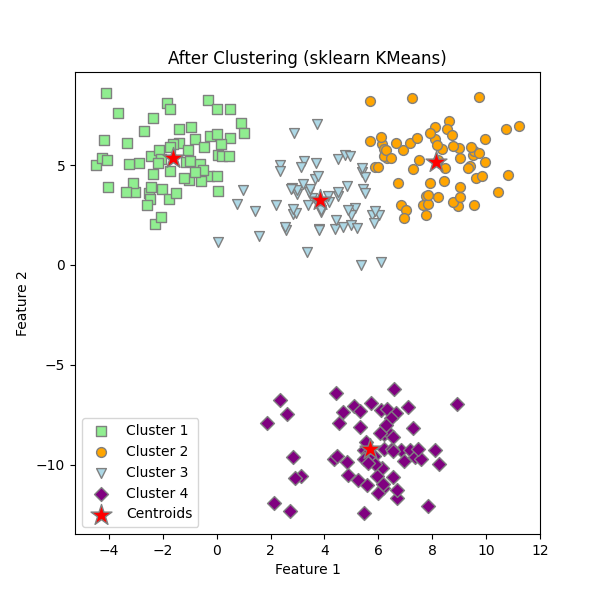 After Clustering (sklearn KMeans)
5
0
−5
−10
Feature 2
Cluster 1
Cluster 2
Cluster 3
Cluster 4
Centroids
−4 −2 0 2 4 6 8 10 12
Feature 1